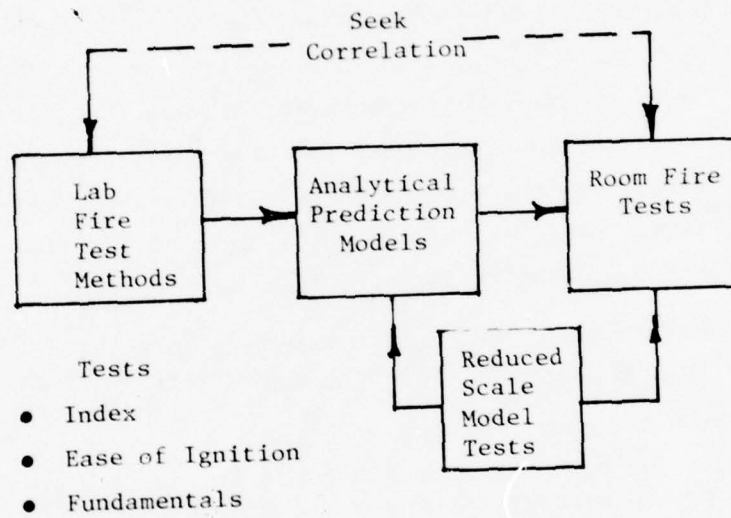 Seek
Correlation
Lab
Fire
Test
Methods
Analytical
Prediction
Models
Room Fire
Tests
Reduced
Scale
Model
Tests
Tests
• Index
• Ease of Ignition
• Fundamentals